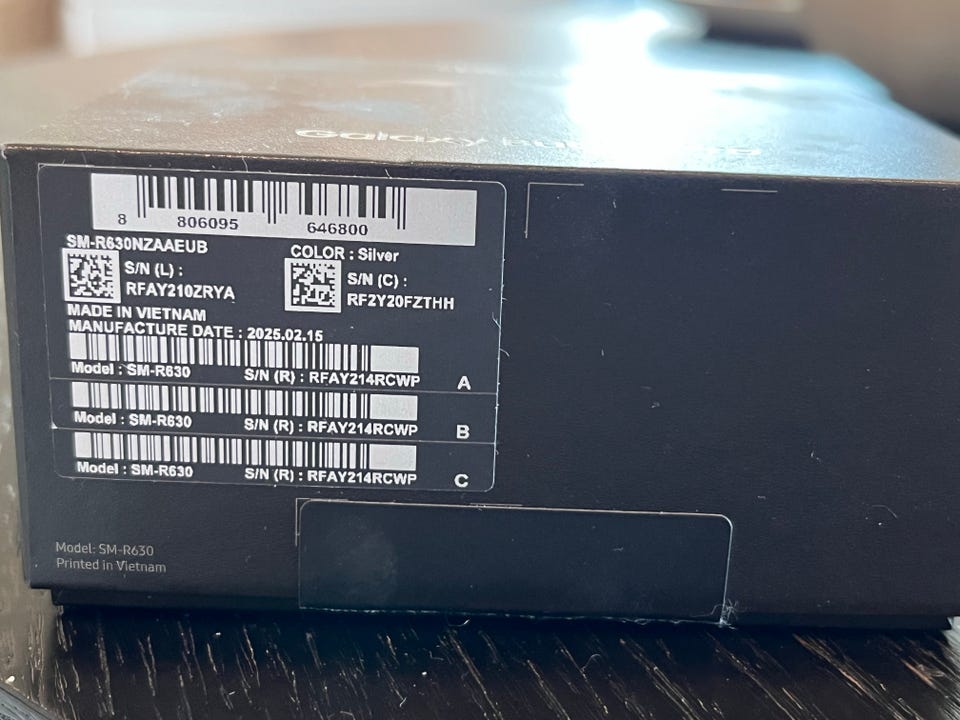 Galaxy
8 806095 646800
SM-R630NZAAEUB
COLOR : Silver
S/N (L) :
RFAY210ZRYA
S/N (C) :
RF2Y20FZTHH
MADE IN VIETNAM
MANUFACTURE DATE : 2025.02.15
Model : SM-R630 S/N (R) : RFAY214RCWP A
Model : SM-R630 S/N (R) : RFAY214RCWP B
Model : SM-R630 S/N (R) : RFAY214RCWP C
Model: SM-R630
Printed in Vietnam